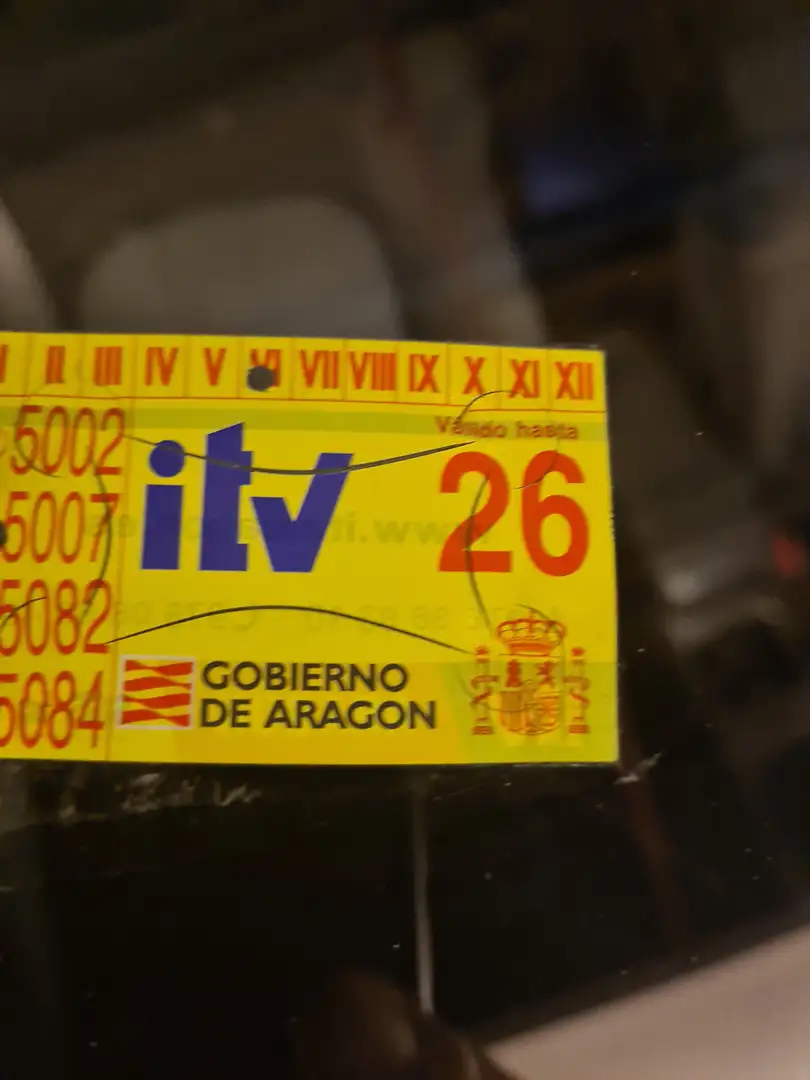 II III IV V VI VII VIII IX X XI XII
5002
5007
5082
5084
itv
Válido hasta
26
GOBIERNO
DE ARAGON